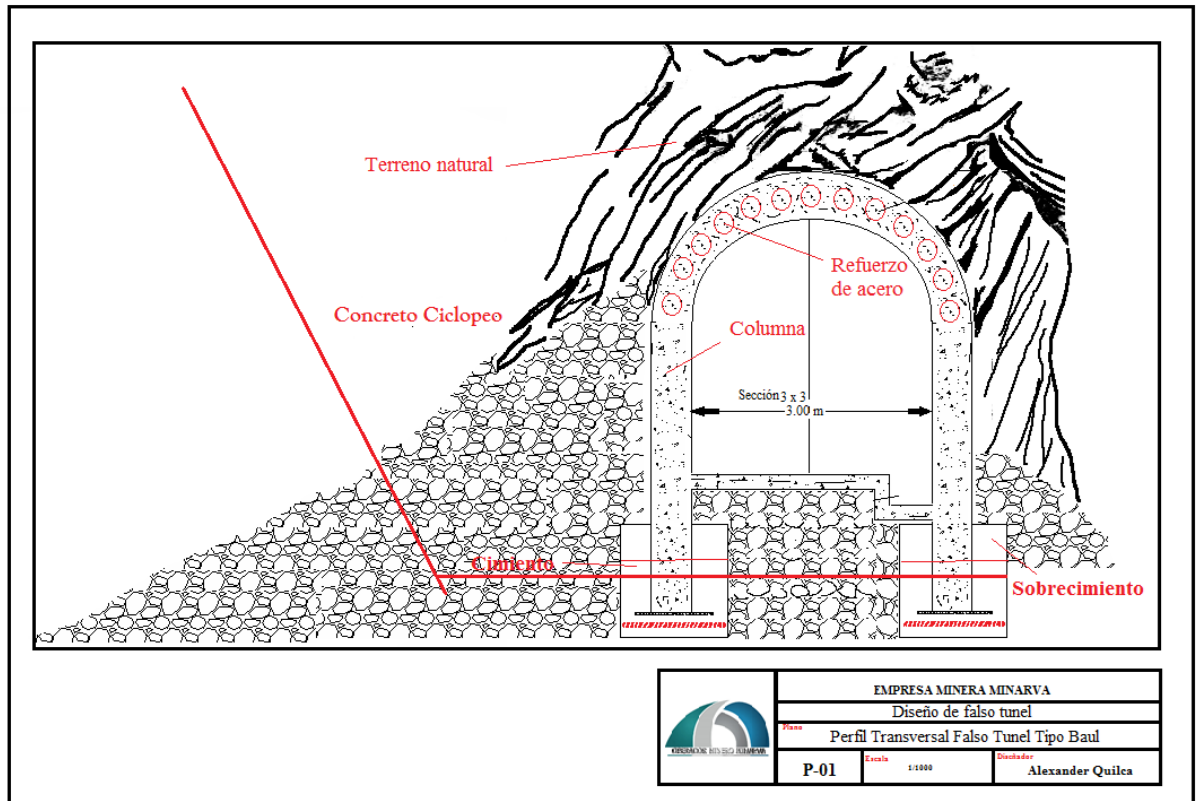 Terreno natural
Concreto Ciclopeo
Refuerzo
de acero
Columna
Sección 3 x 3
3.00 m
Cimiento
Sobrecimiento
EMPRESA MINERA MINARVA
Diseño de falso tunel
Plano
Perfil Transversal Falso Tunel Tipo Baul
P-01
Escala
1/1000
Diseñador
Alexander Quilca